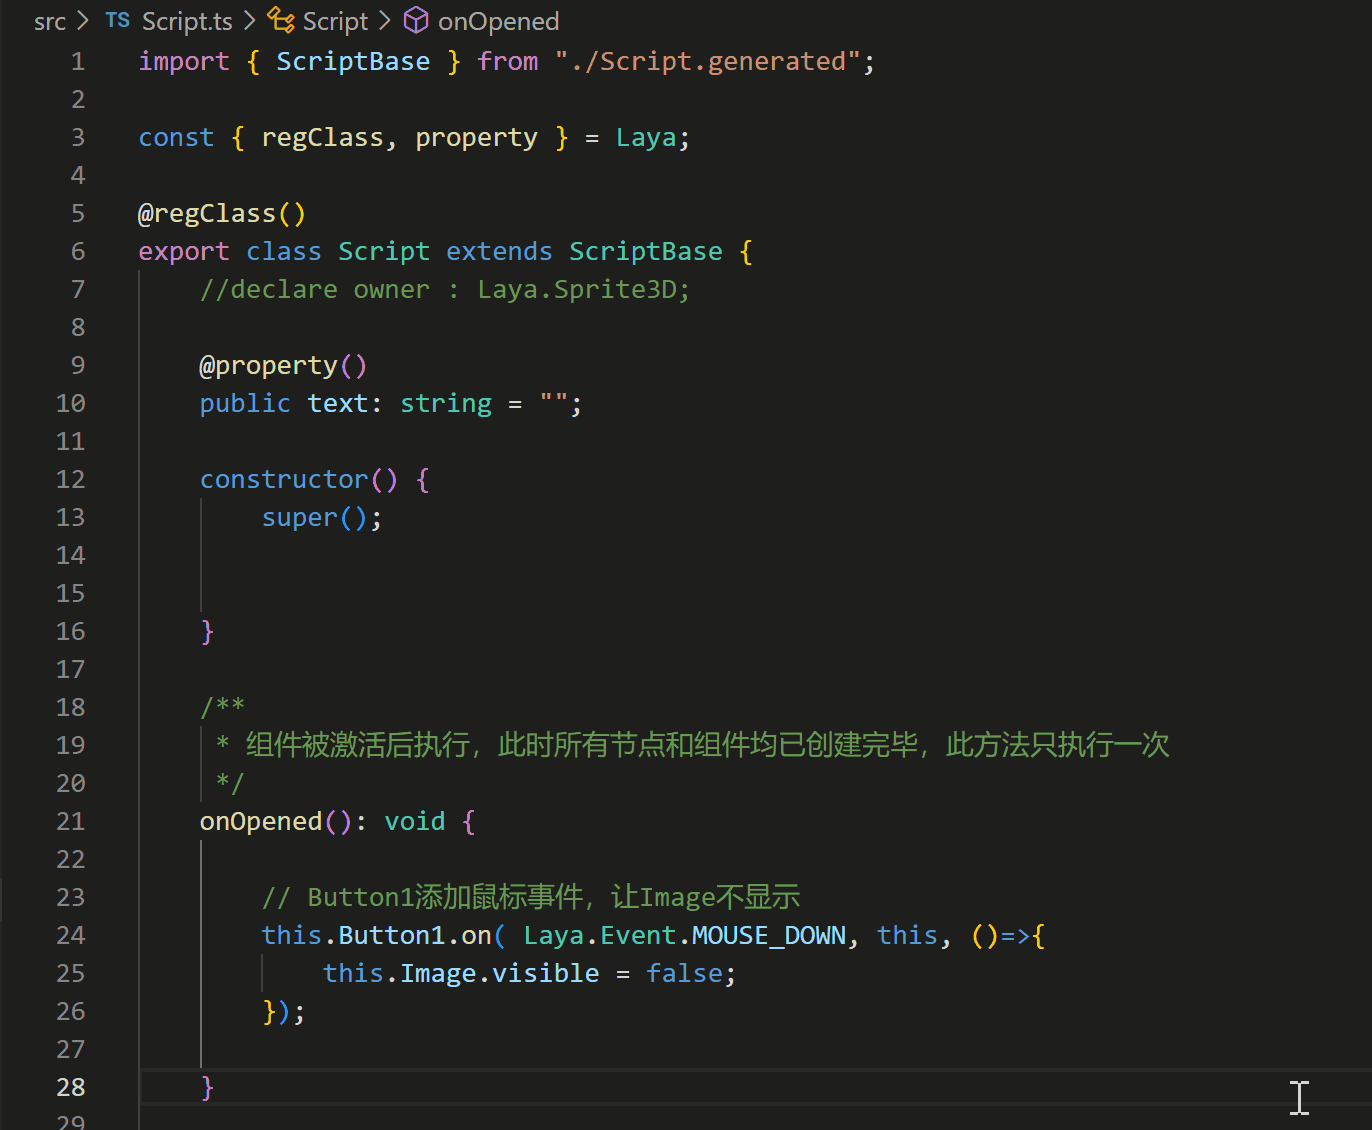 src > TS Script.ts > Script > onOpened
1 import { ScriptBase } from "./Script.generated";
2
3 const { regClass, property } = Laya;
4
5 @regClass()
6 export class Script extends ScriptBase {
7 //declare owner : Laya.Sprite3D;
8
9 @property()
10 public text: string = "";
11
12 constructor() {
13 super();
14
15
16 }
17
18 /**
19 * 组件被激活后执行，此时所有节点和组件均已创建完毕，此方法只执行一次
20 */
21 onOpened(): void {
22
23 // Button1添加鼠标事件，让Image不显示
24 this.Button1.on( Laya.Event.MOUSE_DOWN, this, ()=>{
25 this.Image.visible = false;
26 });
27
28 }
29